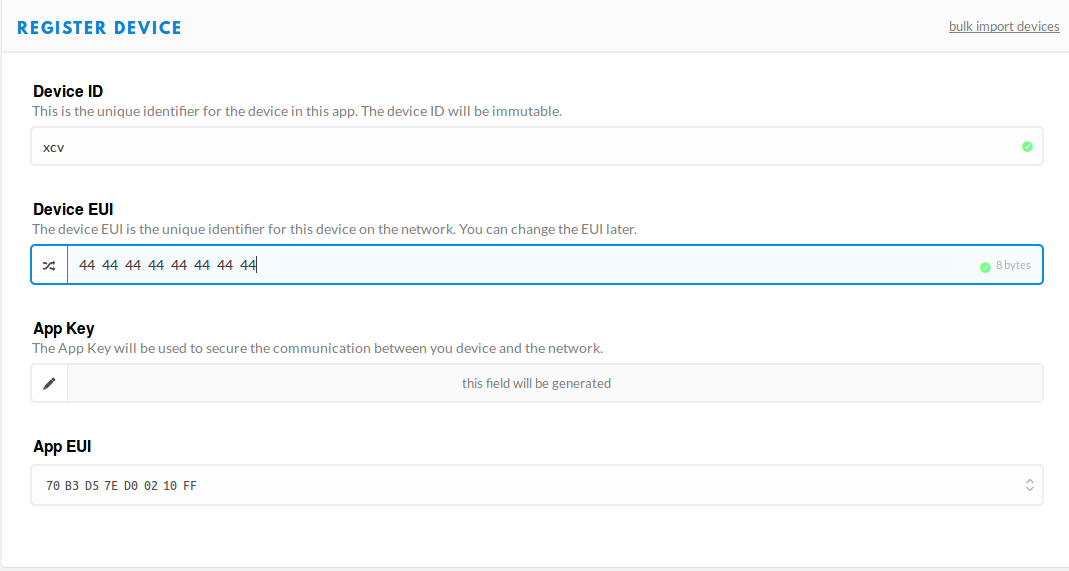 REGISTER DEVICE
bulk import devices
Device ID
This is the unique identifier for the device in this app. The device ID will be immutable.
xcv
Device EUI
The device EUI is the unique identifier for this device on the network. You can change the EUI later.
44 44 44 44 44 44 44 44
8 bytes
App Key
The App Key will be used to secure the communication between you device and the network.
this field will be generated
App EUI
70 B3 D5 7E D0 02 10 FF